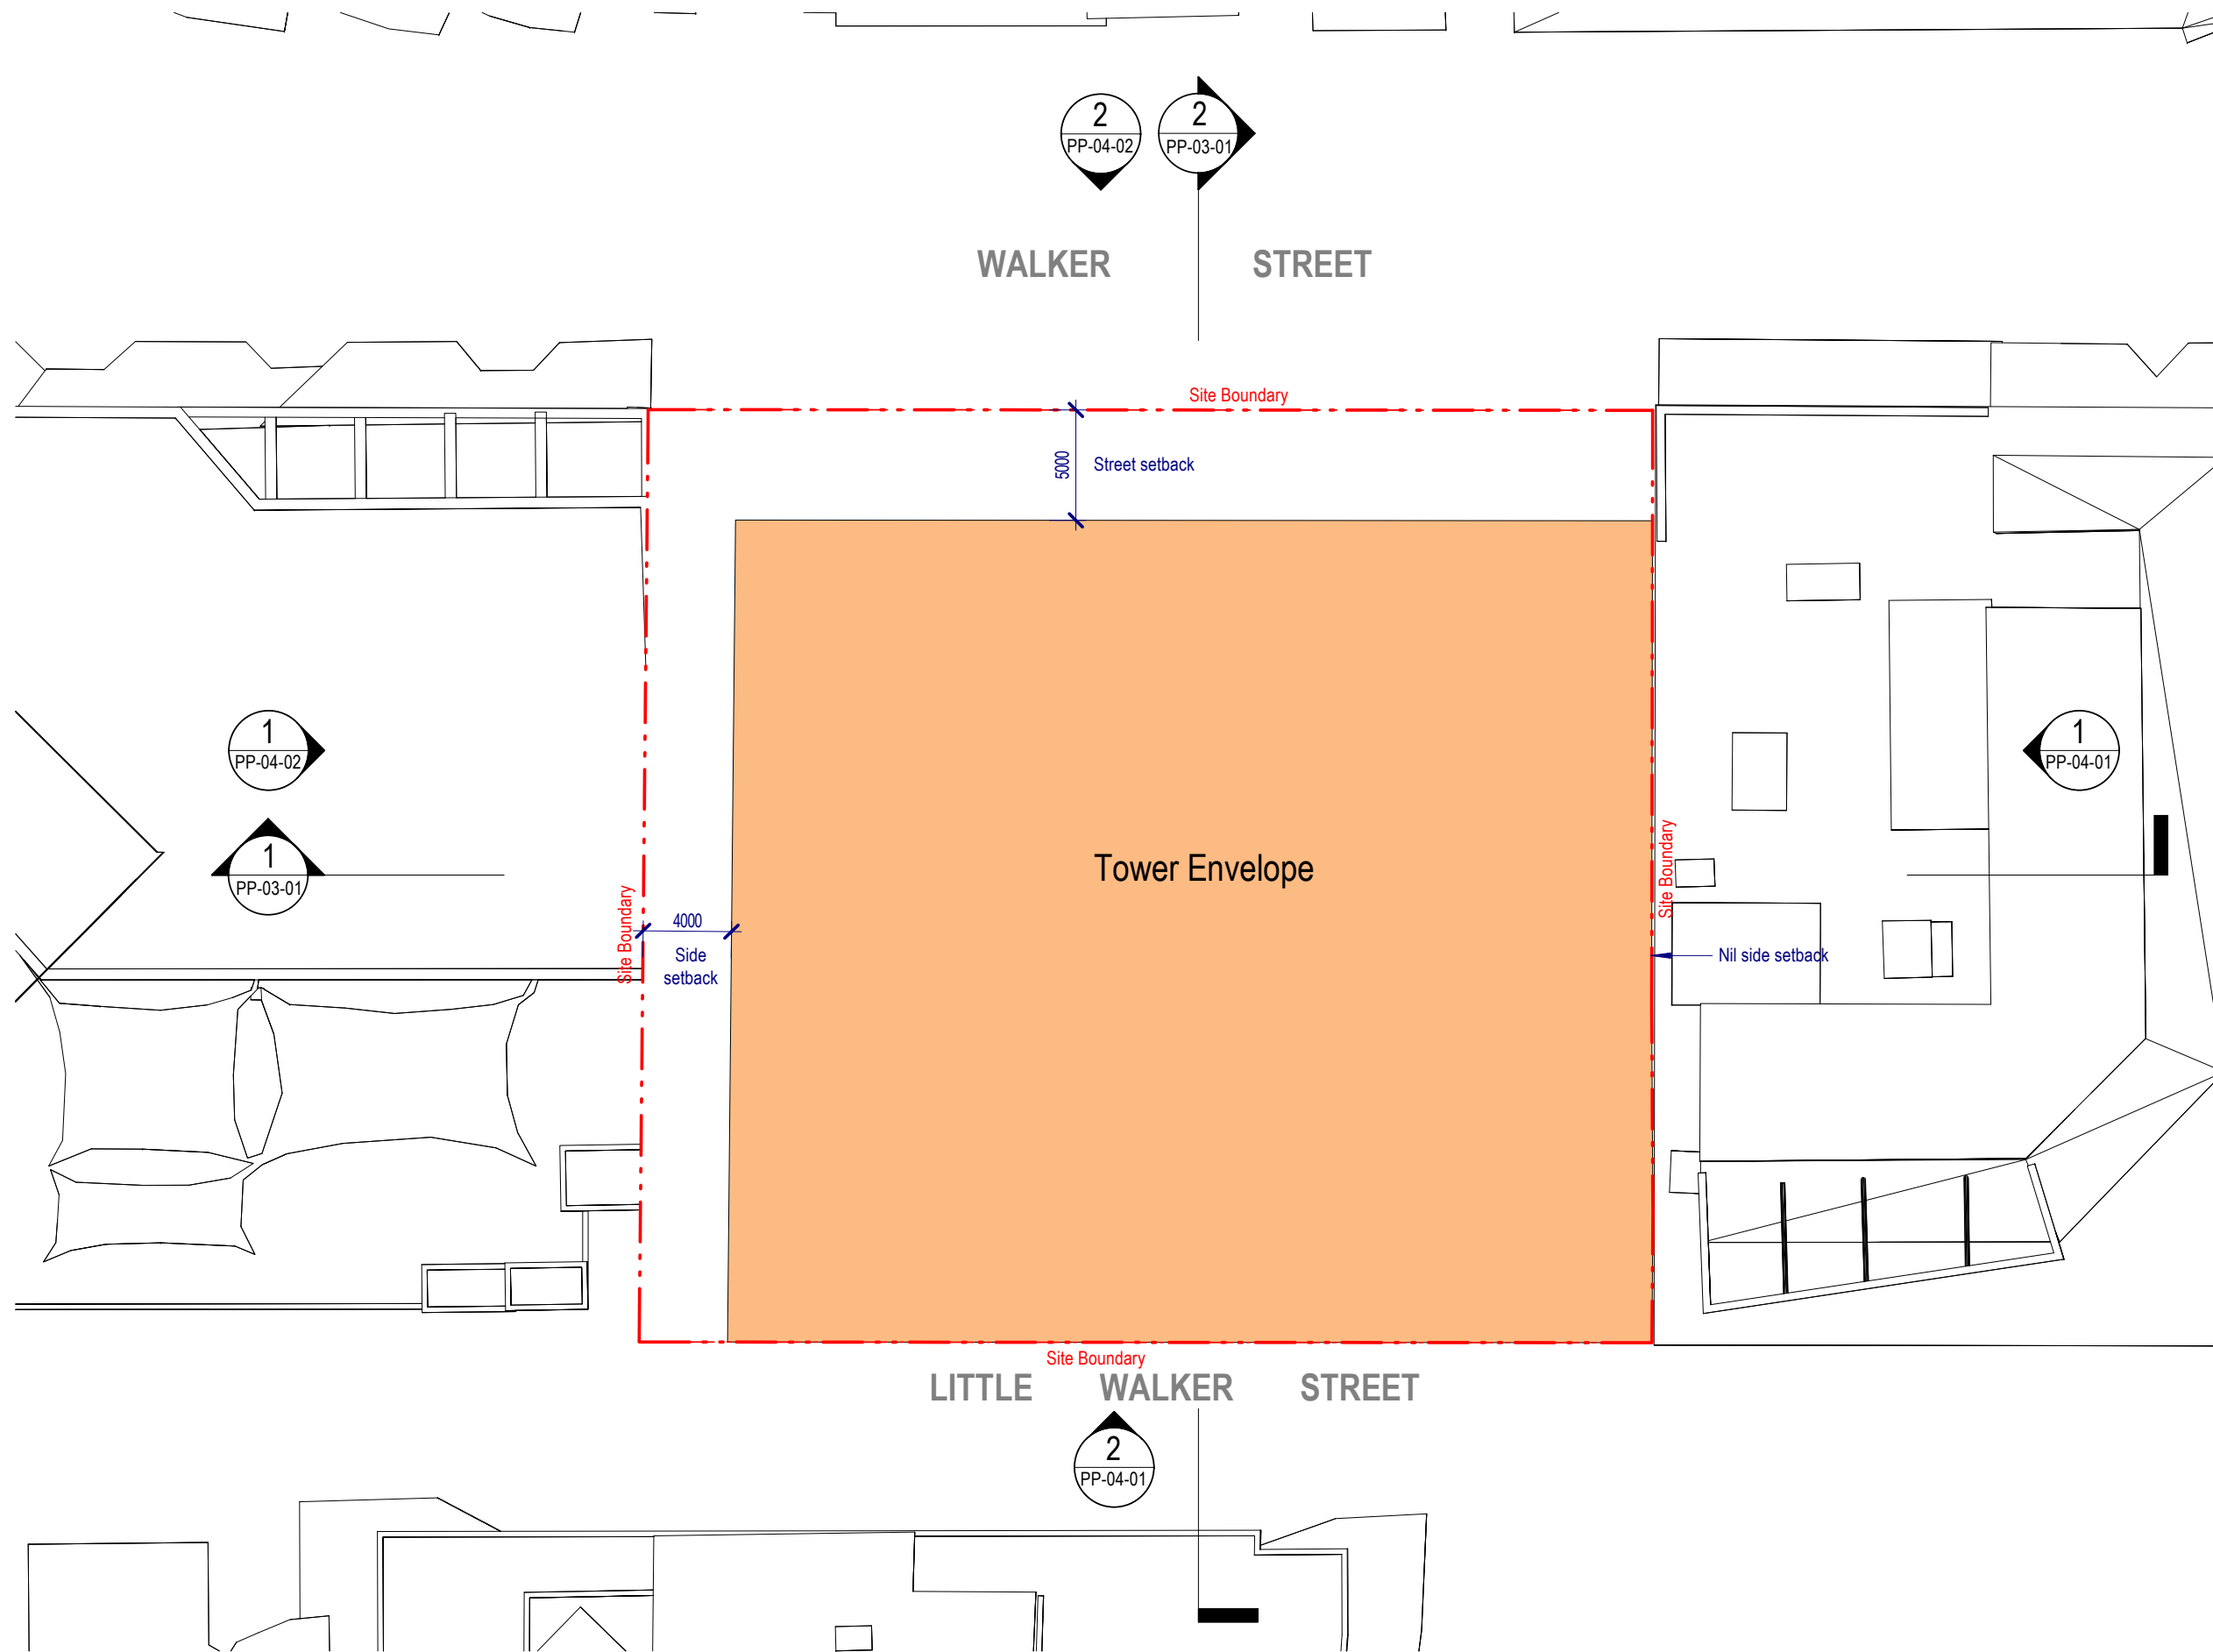 2
PP-04-02
2
PP-03-01
WALKER STREET
Site Boundary
5000
Street setback
1
PP-04-02
1
PP-04-01
Tower Envelope
1
PP-03-01
Site Boundary
Site Boundary
4000
Side
setback
Nil side setback
Site Boundary
LITTLE WALKER STREET
2
PP-04-01